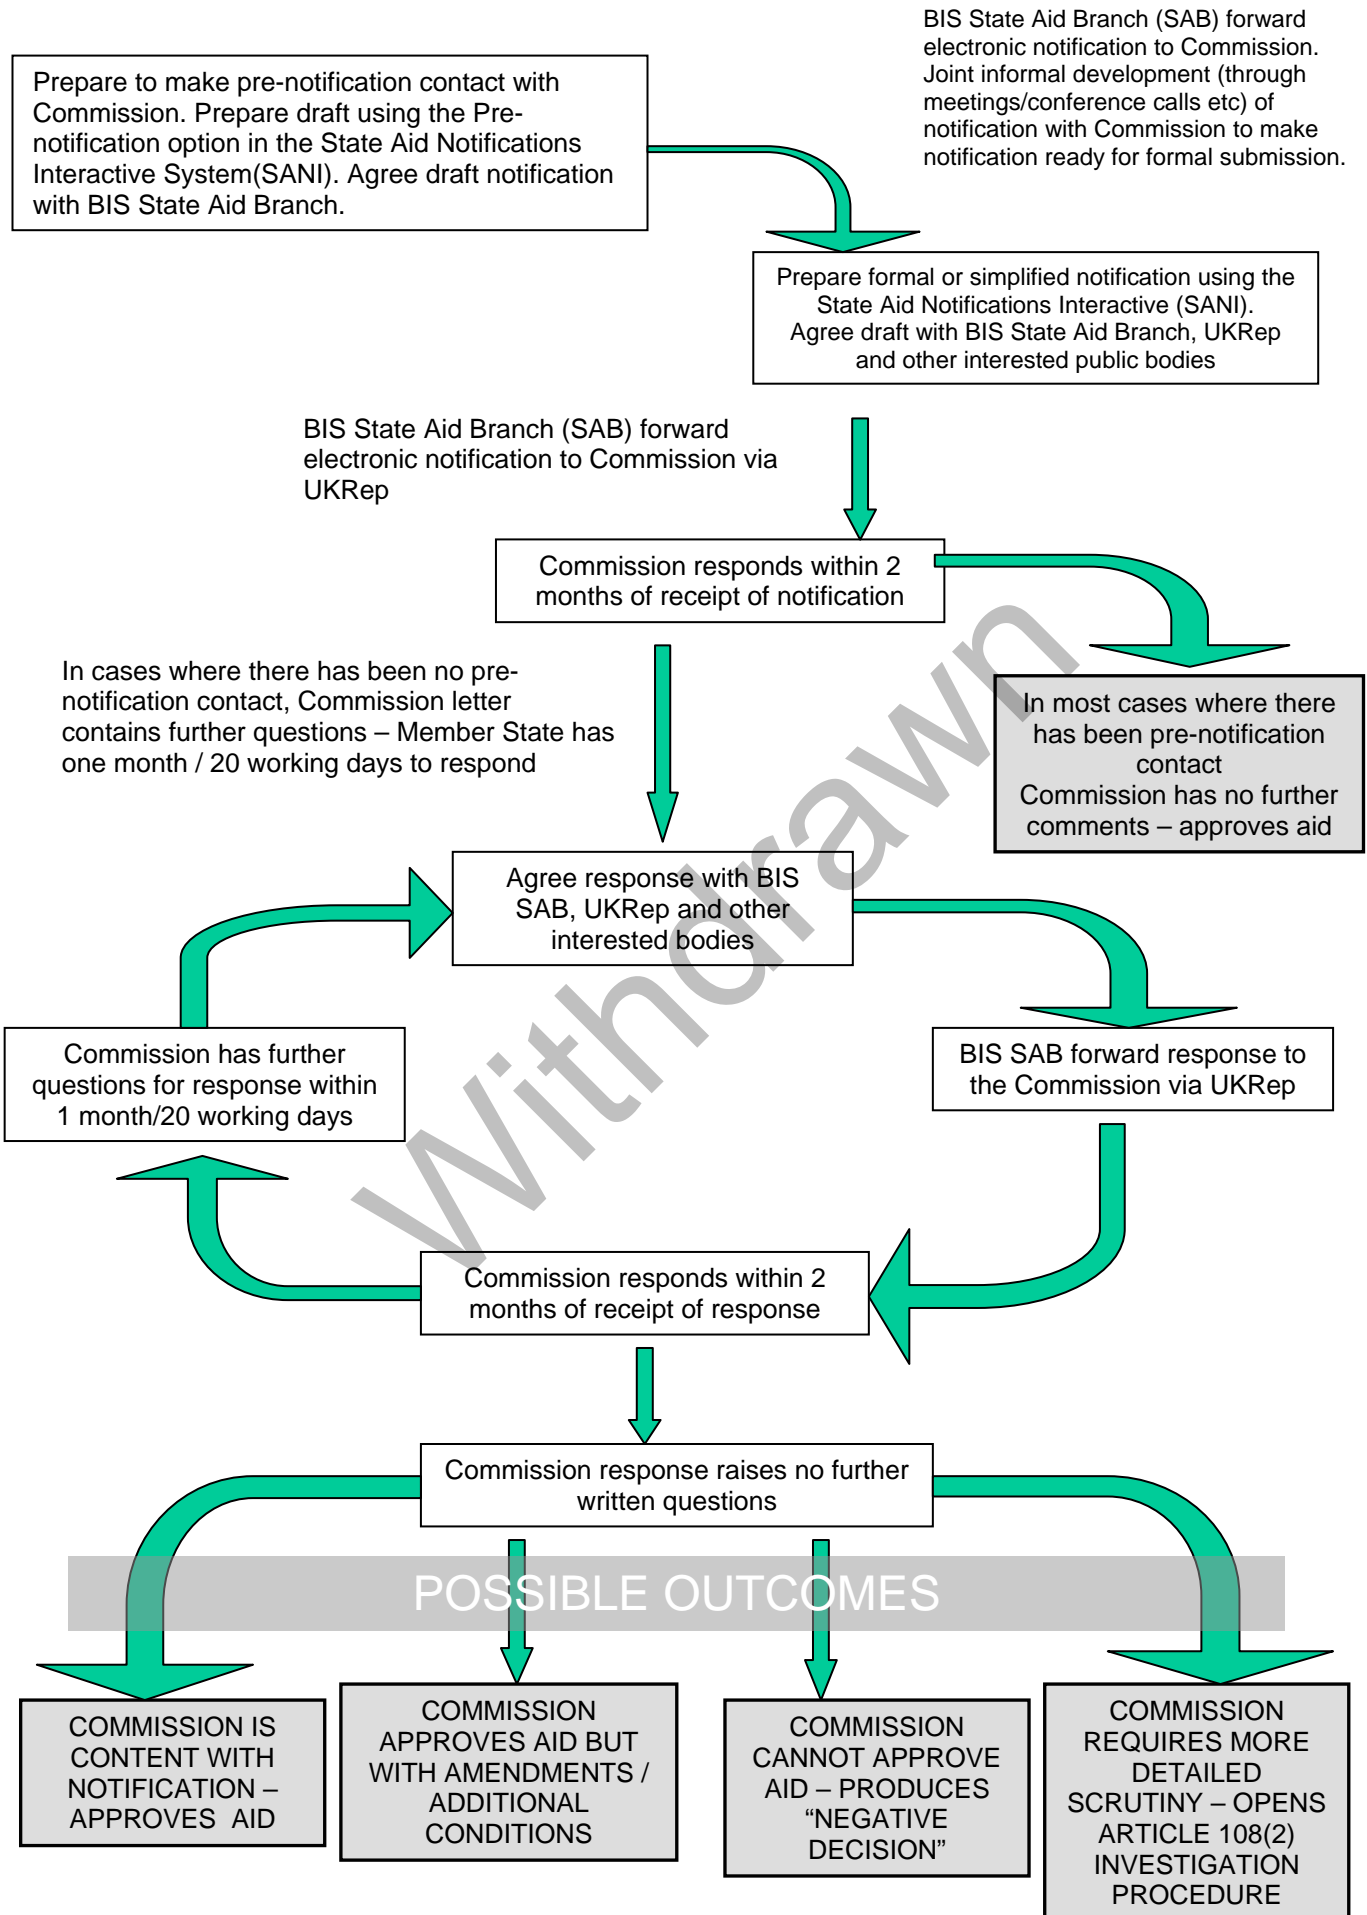 BIS State Aid Branch (SAB) forward
electronic notification to Commission.
Joint informal development (through
meetings/conference calls etc) of
notification with Commission to make
notification ready for formal submission.
Prepare to make pre-notification contact with
Commission. Prepare draft using the Pre-
notification option in the State Aid Notifications
Interactive System(SANI). Agree draft notification
with BIS State Aid Branch.
Prepare formal or simplified notification using the
State Aid Notifications Interactive (SANI).
Agree draft with BIS State Aid Branch, UKRep
and other interested public bodies
BIS State Aid Branch (SAB) forward
electronic notification to Commission via
UKRep
Commission responds within 2
months of receipt of notification
In cases where there has been no pre-
notification contact, Commission letter
contains further questions – Member State has
one month / 20 working days to respond
In most cases where there
has been pre-notification
contact
Commission has no further
comments – approves aid
Agree response with BIS
SAB, UKRep and other
interested bodies
Commission has further
questions for response within
1 month/20 working days
BIS SAB forward response to
the Commission via UKRep
Withdrawn
Commission responds within 2
months of receipt of response
Commission response raises no further
written questions
POSSIBLE OUTCOMES
COMMISSION IS
CONTENT WITH
NOTIFICATION –
APPROVES AID
COMMISSION
APPROVES AID BUT
WITH AMENDMENTS /
ADDITIONAL
CONDITIONS
COMMISSION
CANNOT APPROVE
AID – PRODUCES
“NEGATIVE
DECISION”
COMMISSION
REQUIRES MORE
DETAILED
SCRUTINY – OPENS
ARTICLE 108(2)
INVESTIGATION
PROCEDURE